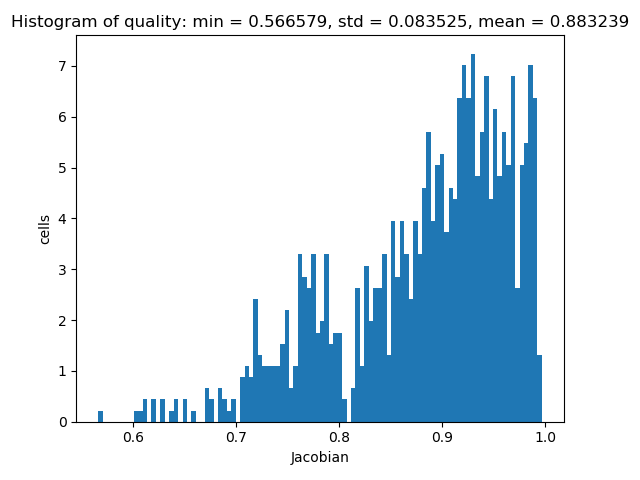 Histogram of quality: min = 0.566579, std = 0.083525, mean = 0.883239
7
6
5
4
3
2
1
0
cells
0.6 0.7 0.8 0.9 1.0
Jacobian